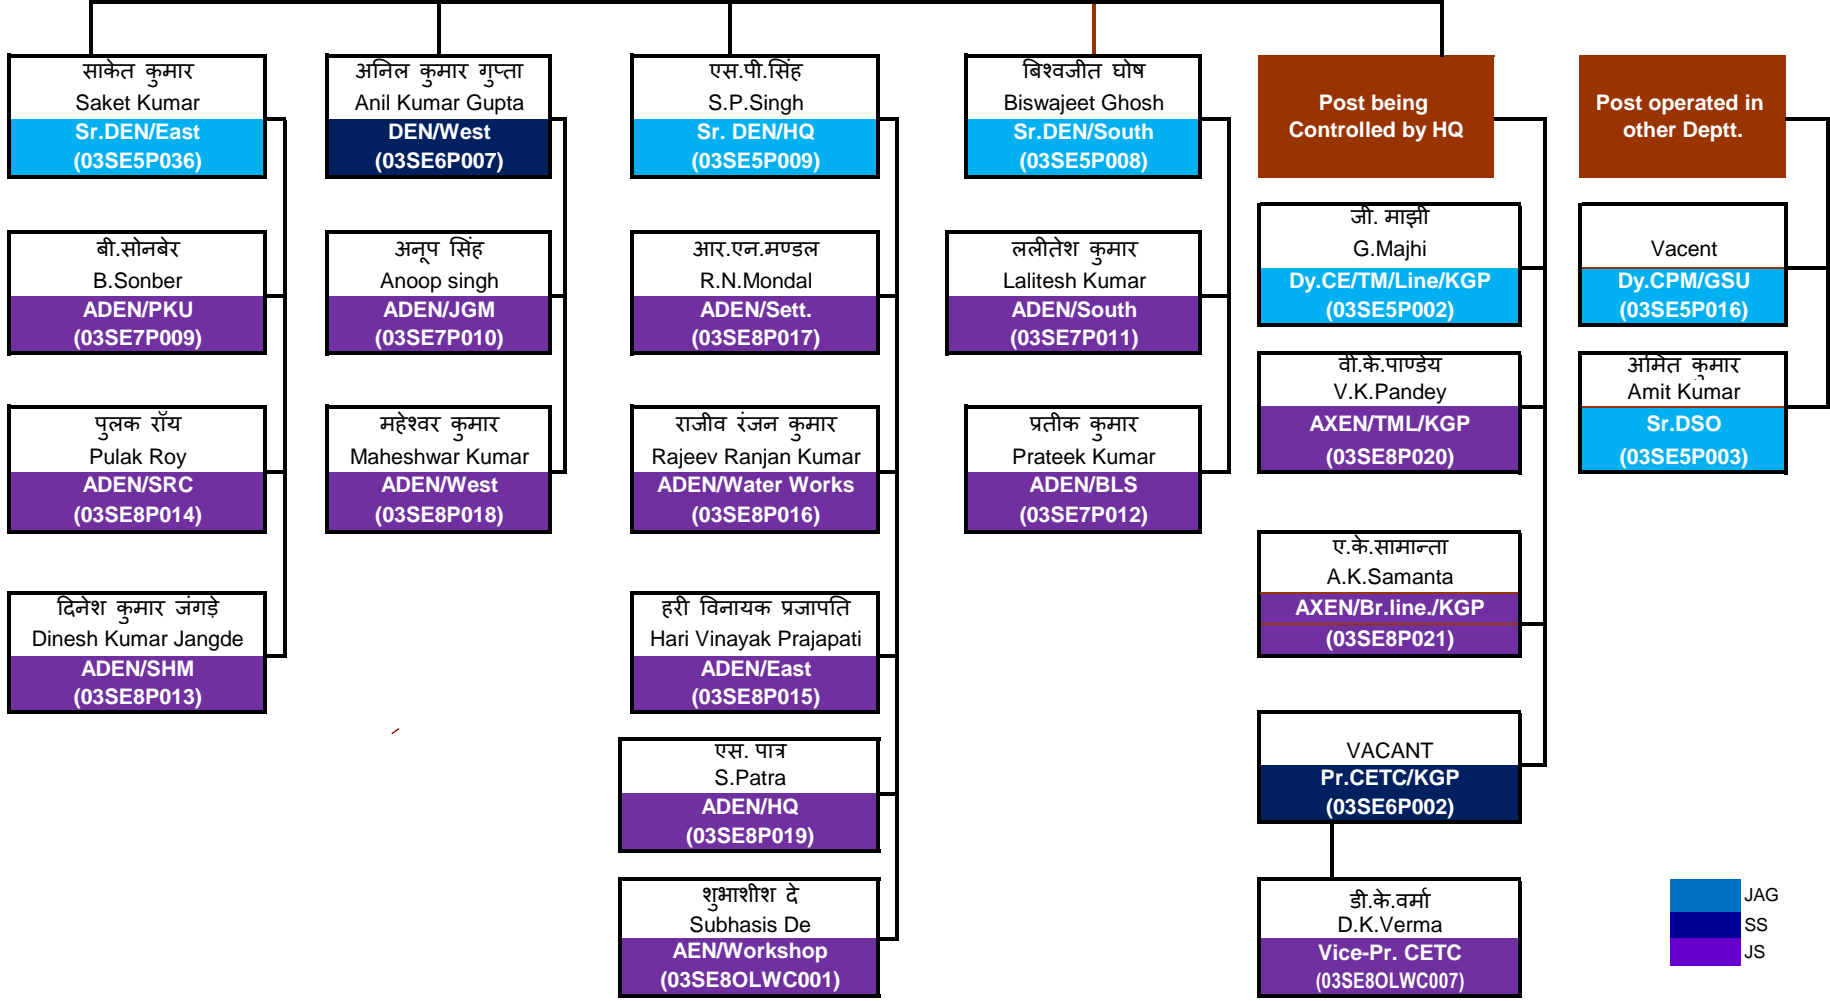 साकेत कुमार
Saket Kumar
Sr.DEN/East
(03SE5P036)
बी.सोनबेर
B.Sonber
ADEN/PKU
(03SE7P009)
पुलक रॉय
Pulak Roy
ADEN/SRC
(03SE8P014)
दिनेश कुमार जंगड़े
Dinesh Kumar Jangde
ADEN/SHM
(03SE8P013)
अनिल कुमार गुप्ता
Anil Kumar Gupta
DEN/West
(03SE6P007)
अनूप सिंह
Anoop singh
ADEN/JGM
(03SE7P010)
महेश्वर कुमार
Maheshwar Kumar
ADEN/West
(03SE8P018)
एस.पी.सिंह
S.P.Singh
Sr. DEN/HQ
(03SE5P009)
आर.एन.मण्डल
R.N.Mondal
ADEN/Sett.
(03SE8P017)
राजीव रंजन कुमार
Rajeev Ranjan Kumar
ADEN/Water Works
(03SE8P016)
हरी विनायक प्रजापति
Hari Vinayak Prajapati
ADEN/East
(03SE8P015)
एस. पात्र
S.Patra
ADEN/HQ
(03SE8P019)
शुभाशीश दे
Subhasis De
AEN/Workshop
(03SE8OLWC001)
बिश्वजीत घोष
Biswajeet Ghosh
Sr.DEN/South
(03SE5P008)
ललीतेश कुमार
Lalitesh Kumar
ADEN/South
(03SE7P011)
प्रतीक कुमार
Prateek Kumar
ADEN/BLS
(03SE7P012)
Post being
Controlled by HQ
जी. माझी
G.Majhi
Dy.CE/TM/Line/KGP
(03SE5P002)
वी.के.पाण्डेय
V.K.Pandey
AXEN/TML/KGP
(03SE8P020)
ए.के.सामान्ता
A.K.Samanta
AXEN/Br.line./KGP
(03SE8P021)
VACANT
Pr.CETC/KGP
(03SE6P002)
डी.के.वर्मा
D.K.Verma
Vice-Pr. CETC
(03SE8OLWC007)
Post operated in
other Deptt.
Vacent
Dy.CPM/GSU
(03SE5P016)
अमित कुमार
Amit Kumar
Sr.DSO
(03SE5P003)
JAG
SS
JS